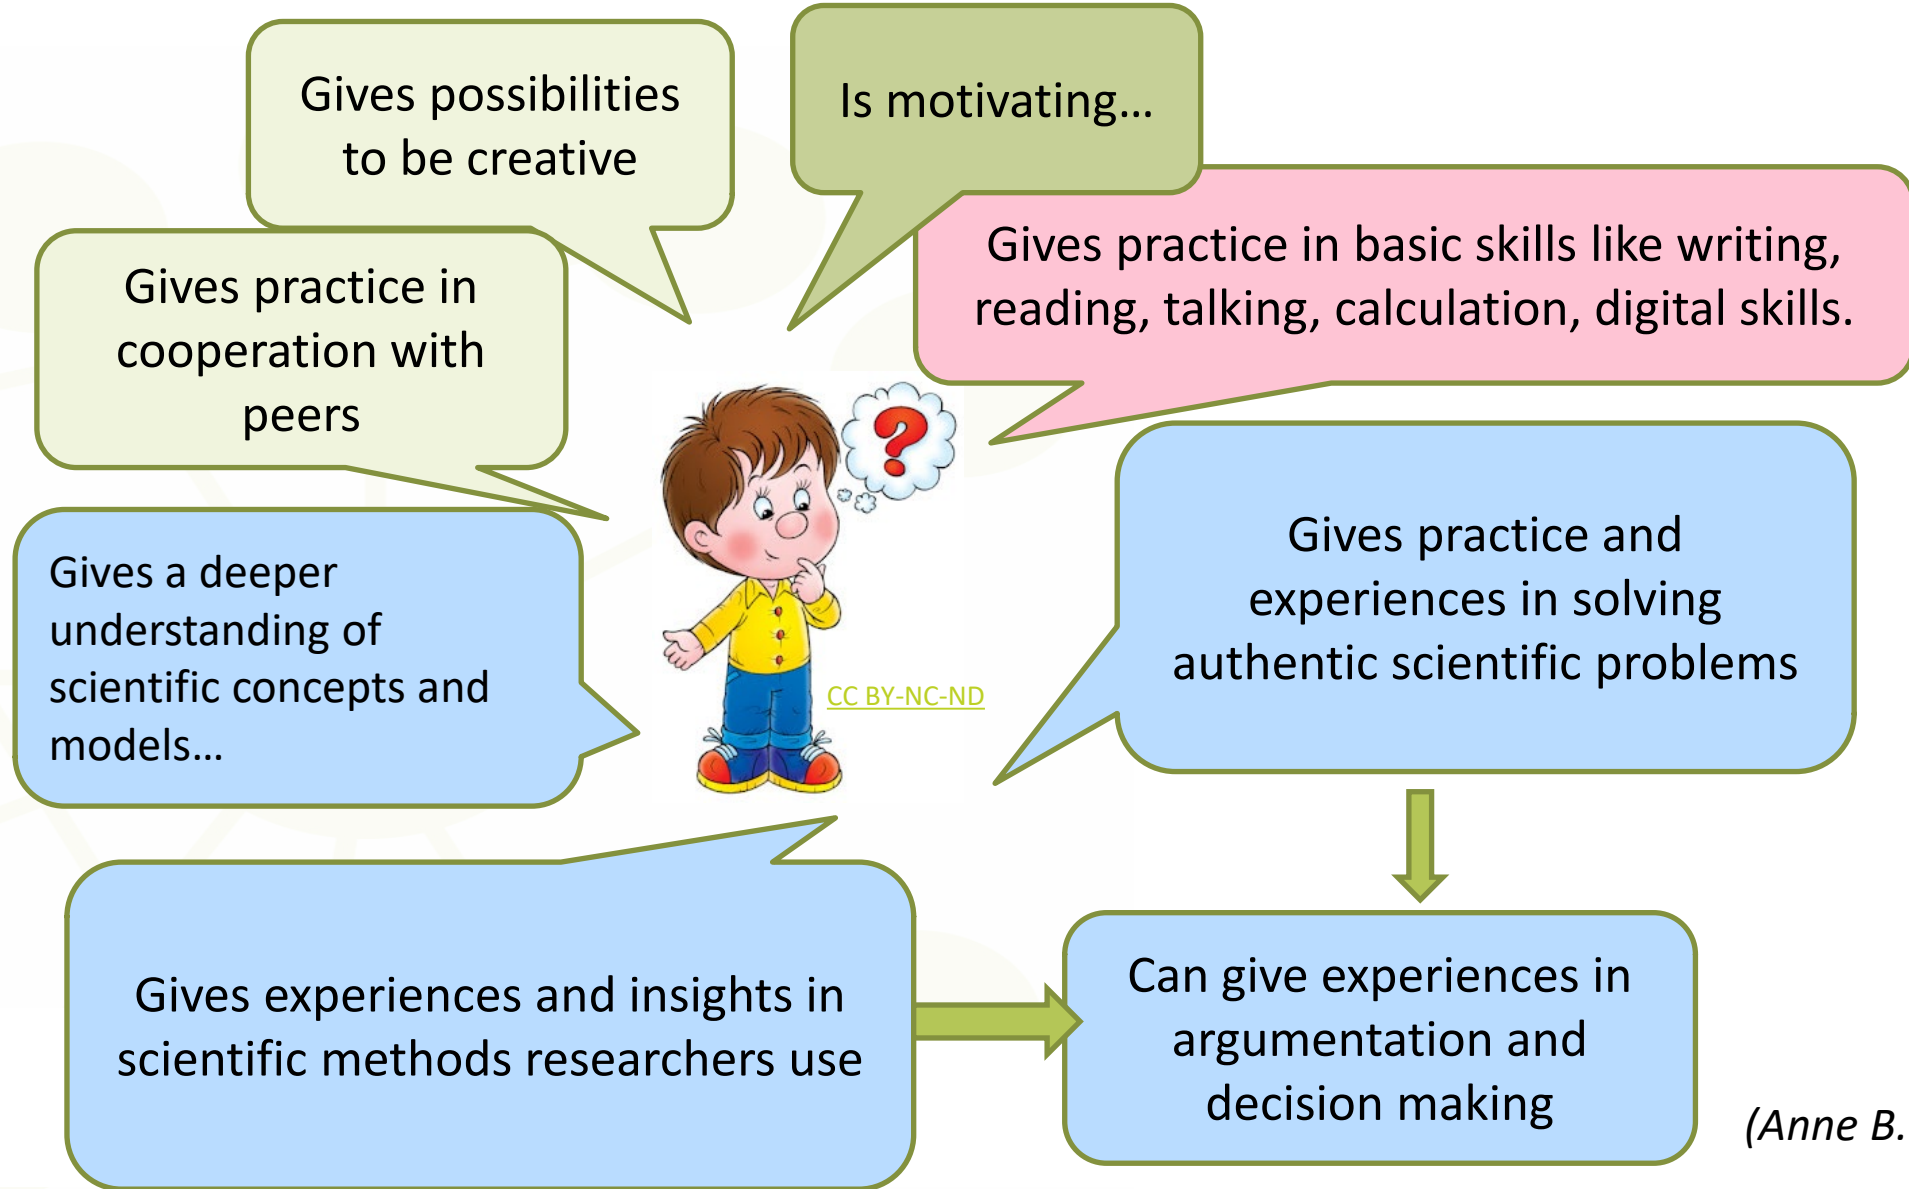 Gives possibilities
to be creative
Is motivating...
Gives practice in basic skills like writing,
reading, talking, calculation, digital skills.
Gives practice in
cooperation with
peers
?
Gives a deeper
understanding of
scientific concepts and
models...
CC BY-NC-ND
Gives practice and
experiences in solving
authentic scientific problems
Gives experiences and insights in
scientific methods researchers use
Can give experiences in
argumentation and
decision making
(Anne B.